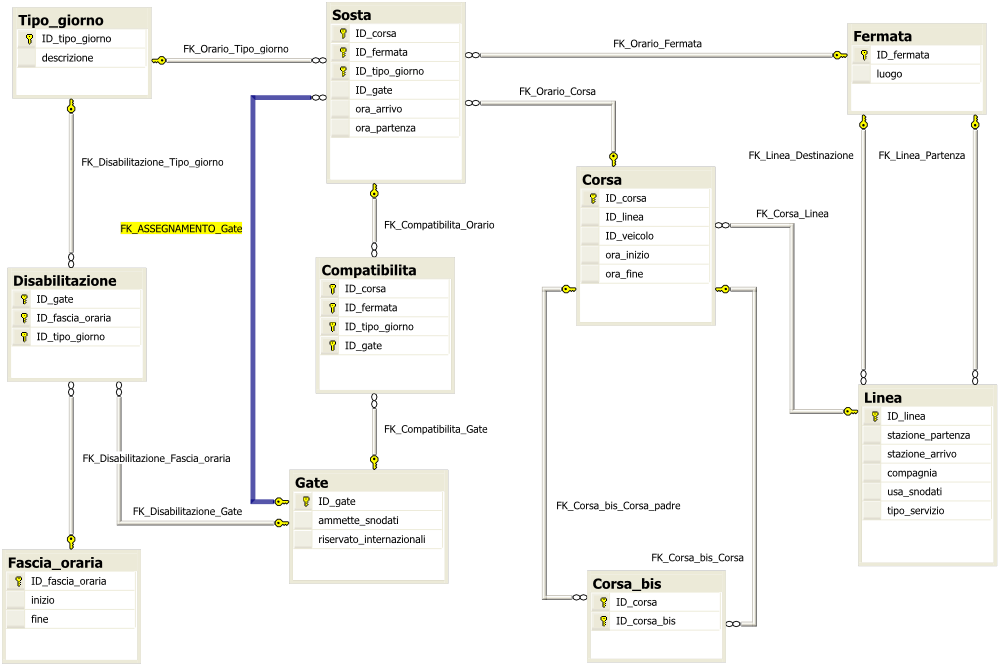 Tipo_giorno
ID_tipo_giorno
descrizione
FK_Orario_Tipo_giorno
Sosta
ID_corsa
ID_fermata
ID_tipo_giorno
ID_gate
ora_arrivo
ora_partenza
FK_Orario_Fermata
Fermata
ID_fermata
luogo
FK_Orario_Corsa
FK_Disabilitazione_Tipo_giorno
FK_Linea_Destinazione
FK_Linea_Partenza
Corsa
ID_corsa
ID_linea
ID_veicolo
ora_inizio
ora_fine
FK_Corsa_Linea
FK_ASSEGNAMENTO_Gate
FK_Compatibilita_Orario
Disabilitazione
ID_gate
ID_fascia_oraria
ID_tipo_giorno
Compatibilita
ID_corsa
ID_fermata
ID_tipo_giorno
ID_gate
Linea
ID_linea
stazione_partenza
stazione_arrivo
compagnia
usa_snodati
tipo_servizio
FK_Compatibilita_Gate
FK_Disabilitazione_Fascia_oraria
Gate
ID_gate
ammette_snodati
riservato_internazionali
FK_Disabilitazione_Gate
FK_Corsa_bis_Corsa_padre
FK_Corsa_bis_Corsa
Fascia_oraria
ID_fascia_oraria
inizio
fine
Corsa_bis
ID_corsa
ID_corsa_bis